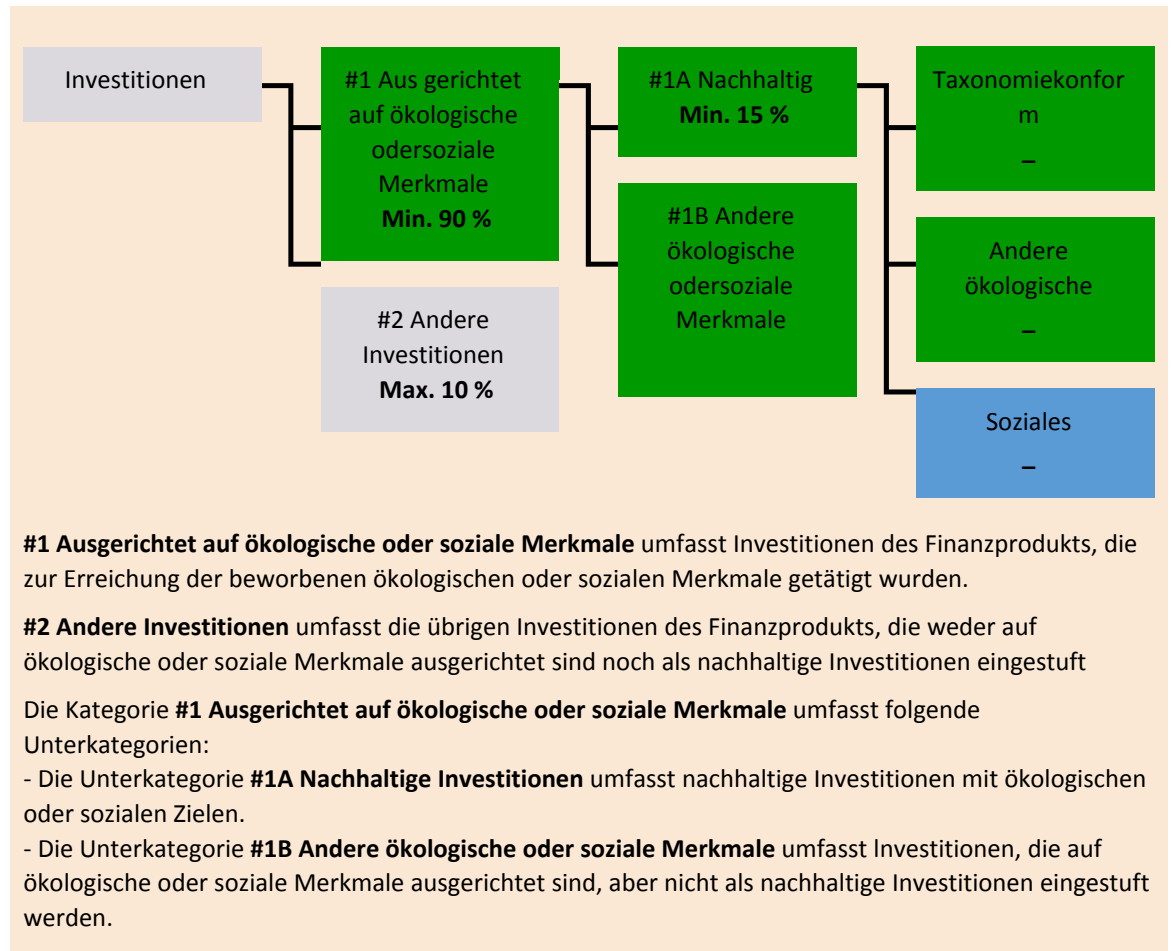 Investitionen
#1 Aus gerichtet
auf ökologische
odersoziale
Merkmale
Min. 90 %
#2 Andere
Investitionen
Max. 10 %
#1A Nachhaltig
Min. 15 %
#1B Andere
ökologische
odersoziale
Merkmale
Taxonomiekonfor
m
–
Andere
ökologische
–
Soziales
–
#1 Ausgerichtet auf ökologische oder soziale Merkmale umfasst Investitionen des Finanzprodukts, die
zur Erreichung der beworbenen ökologischen oder sozialen Merkmale getätigt wurden.
#2 Andere Investitionen umfasst die übrigen Investitionen des Finanzprodukts, die weder auf
ökologische oder soziale Merkmale ausgerichtet sind noch als nachhaltige Investitionen eingestuft
Die Kategorie #1 Ausgerichtet auf ökologische oder soziale Merkmale umfasst folgende
Unterkategorien:
- Die Unterkategorie #1A Nachhaltige Investitionen umfasst nachhaltige Investitionen mit ökologischen
oder sozialen Zielen.
- Die Unterkategorie #1B Andere ökologische oder soziale Merkmale umfasst lnvestitionen, die auf
ökologische oder soziale Merkmale ausgerichtet sind, aber nicht als nachhaltige Investitionen eingestuft
werden.